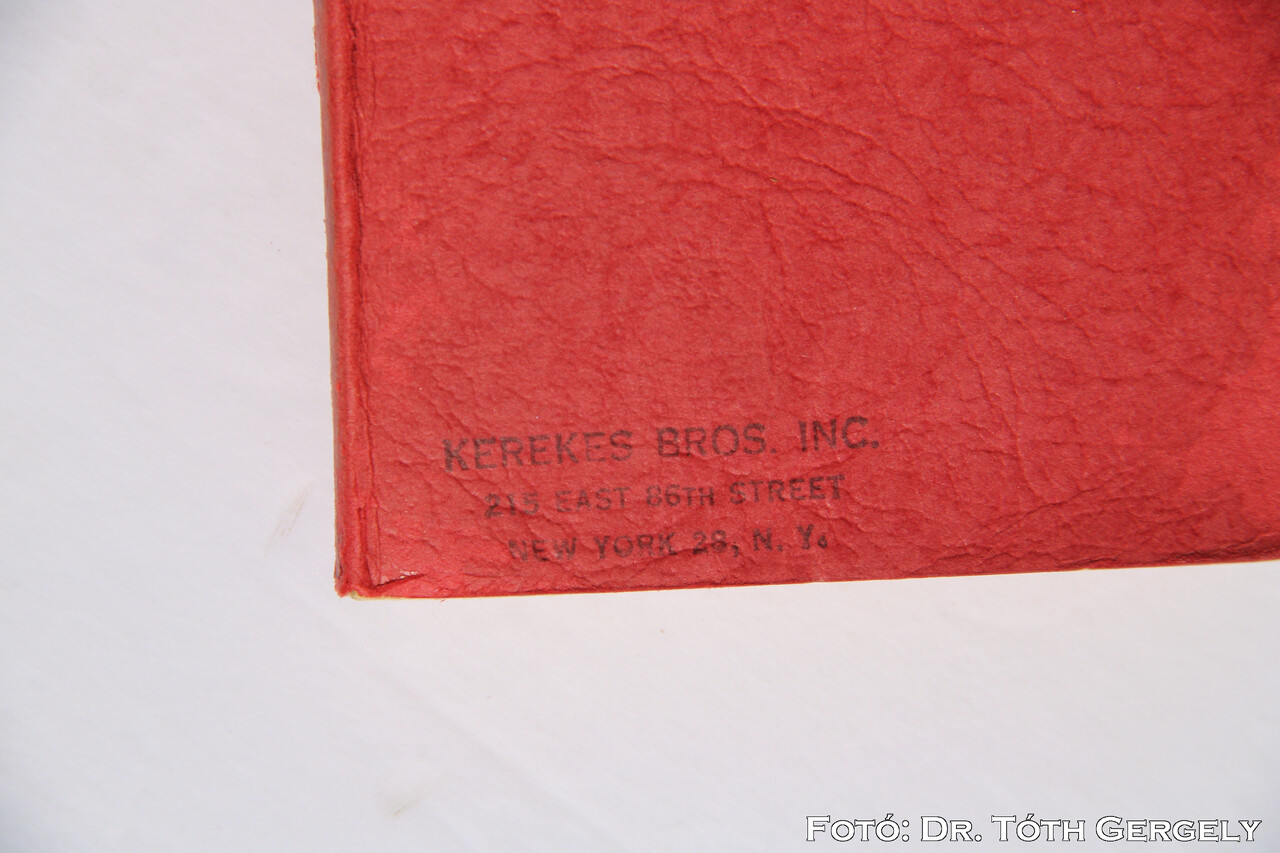 KEREKES BROS. INC.
215 EAST 86TH STREET
NEW YORK 28, N. Y.
FOTÓ: DR. TÓTH GERGELY